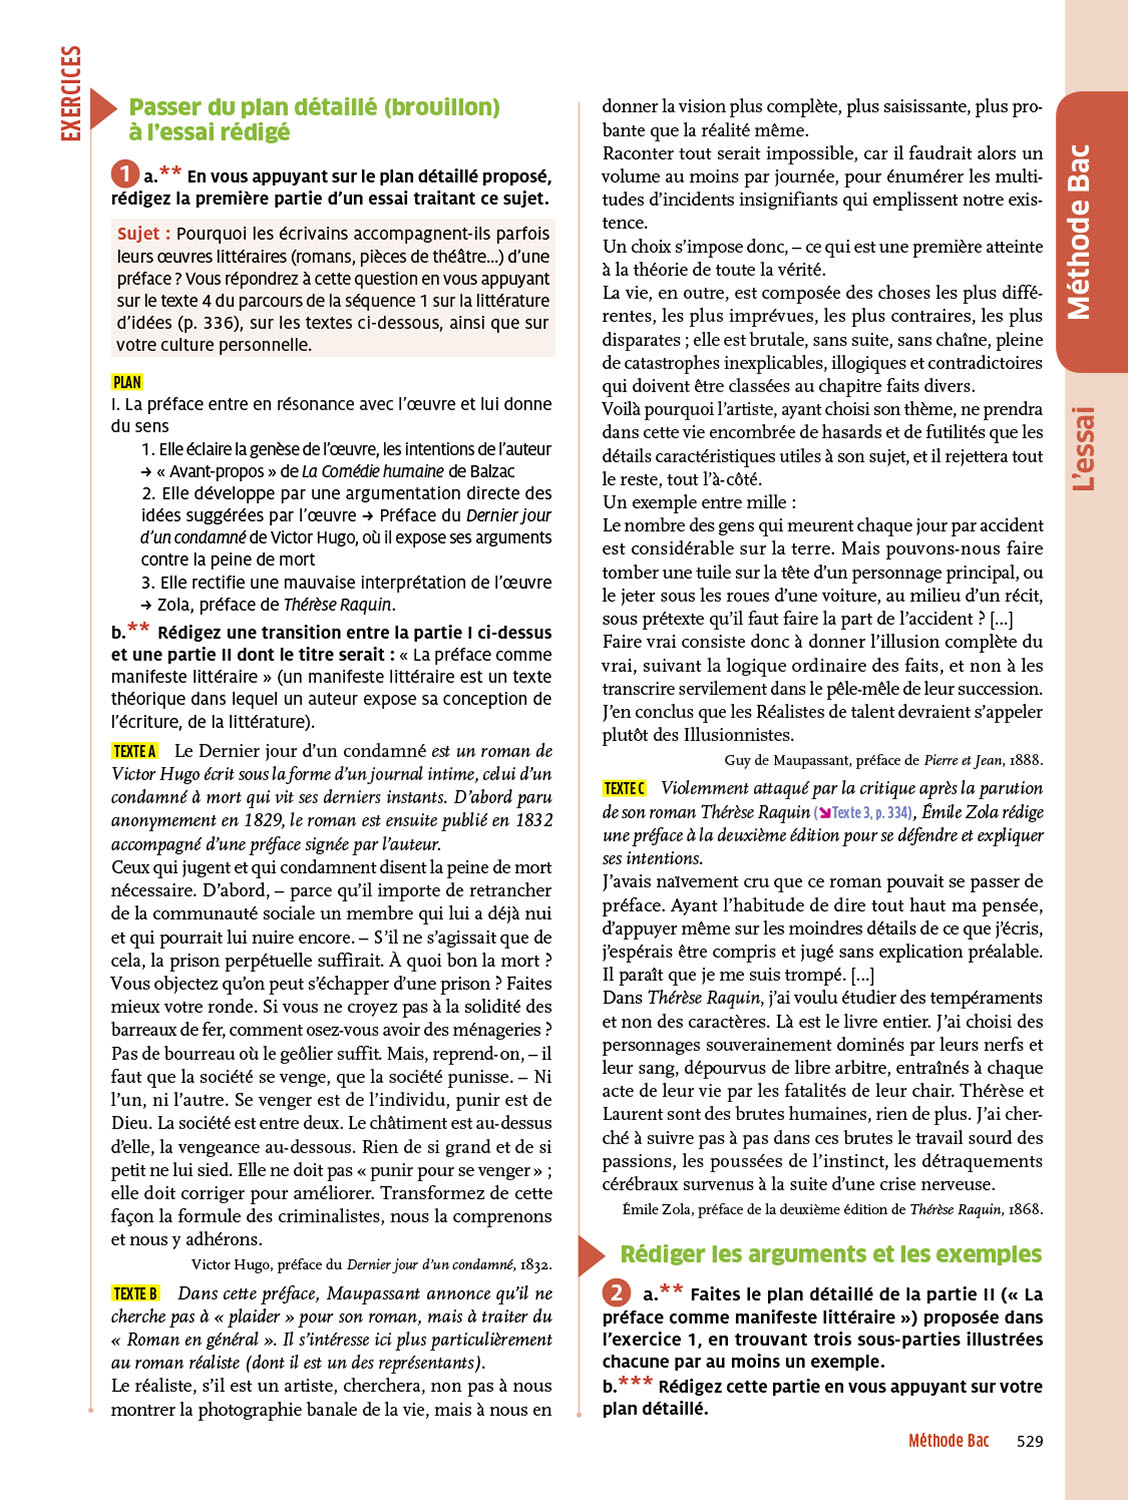 EXERCICES
Passer du plan détaillé (brouillon)
à l’essai rédigé
1 a.** En vous appuyant sur le plan détaillé proposé,
rédigez la première partie d’un essai traitant ce sujet.
Sujet : Pourquoi les écrivains accompagnent-ils parfois
leurs œuvres littéraires (romans, pièces de théâtre...) d’une
préface ? Vous répondrez à cette question en vous appuyant
sur le texte 4 du parcours de la séquence 1 sur la littérature
d’idées (p. 336), sur les textes ci-dessous, ainsi que sur
votre culture personnelle.
PLAN
I. La préface entre en résonance avec l’œuvre et lui donne
du sens
1. Elle éclaire la genèse de l’œuvre, les intentions de l’auteur
→ « Avant-propos » de La Comédie humaine de Balzac
2. Elle développe par une argumentation directe des
idées suggérées par l’œuvre → Préface du Dernier jour
d’un condamné de Victor Hugo, où il expose ses arguments
contre la peine de mort
3. Elle rectifie une mauvaise interprétation de l’œuvre
→ Zola, préface de Thérèse Raquin.
b.** Rédigez une transition entre la partie I ci-dessus
et une partie II dont le titre serait : « La préface comme
manifeste littéraire » (un manifeste littéraire est un texte
théorique dans lequel un auteur expose sa conception de
l’écriture, de la littérature).
TEXTE A Le Dernier jour d’un condamné est un roman de
Victor Hugo écrit sous la forme d’un journal intime, celui d’un
condamné à mort qui vit ses derniers instants. D’abord paru
anonymement en 1829, le roman est ensuite publié en 1832
accompagné d’une préface signée par l’auteur.
Ceux qui jugent et qui condamnent disent la peine de mort
nécessaire. D’abord, – parce qu’il importe de retrancher
de la communauté sociale un membre qui lui a déjà nui
et qui pourrait lui nuire encore. – S’il ne s’agissait que de
cela, la prison perpétuelle suffirait. À quoi bon la mort ?
Vous objectez qu’on peut s’échapper d’une prison ? Faites
mieux votre ronde. Si vous ne croyez pas à la solidité des
barreaux de fer, comment osez-vous avoir des ménageries ?
Pas de bourreau où le geôlier suffit. Mais, reprend-on, – il
faut que la société se venge, que la société punisse. – Ni
l’un, ni l’autre. Se venger est de l’individu, punir est de
Dieu. La société est entre deux. Le châtiment est au-dessus
d’elle, la vengeance au-dessous. Rien de si grand et de si
petit ne lui sied. Elle ne doit pas « punir pour se venger » ;
elle doit corriger pour améliorer. Transformez de cette
façon la formule des criminalistes, nous la comprenons
et nous y adhérons.
Victor Hugo, préface du Dernier jour d’un condamné, 1832.
TEXTE B Dans cette préface, Maupassant annonce qu’il ne
cherche pas à « plaider » pour son roman, mais à traiter du
« Roman en général ». Il s’intéresse ici plus particulièrement
au roman réaliste (dont il est un des représentants).
Le réaliste, s’il est un artiste, cherchera, non pas à nous
montrer la photographie banale de la vie, mais à nous en
donner la vision plus complète, plus saisissante, plus pro-
bante que la réalité même.
Raconter tout serait impossible, car il faudrait alors un
volume au moins par journée, pour énumérer les multi-
tudes d’incidents insignifiants qui emplissent notre exis-
tence.
Un choix s’impose donc, – ce qui est une première atteinte
à la théorie de toute la vérité.
La vie, en outre, est composée des choses les plus diffé-
rentes, les plus imprévues, les plus contraires, les plus
disparates ; elle est brutale, sans suite, sans chaîne, pleine
de catastrophes inexplicables, illogiques et contradictoires
qui doivent être classées au chapitre faits divers.
Voilà pourquoi l’artiste, ayant choisi son thème, ne prendra
dans cette vie encombrée de hasards et de futilités que les
détails caractéristiques utiles à son sujet, et il rejettera tout
le reste, tout l’à-côté.
Un exemple entre mille :
Le nombre des gens qui meurent chaque jour par accident
est considérable sur la terre. Mais pouvons-nous faire
tomber une tuile sur la tête d’un personnage principal, ou
le jeter sous les roues d’une voiture, au milieu d’un récit,
sous prétexte qu’il faut faire la part de l’accident ? [...]
Faire vrai consiste donc à donner l’illusion complète du
vrai, suivant la logique ordinaire des faits, et non à les
transcrire servilement dans le pêle-mêle de leur succession.
J’en conclus que les Réalistes de talent devraient s’appeler
plutôt des Illusionnistes.
Guy de Maupassant, préface de Pierre et Jean, 1888.
TEXTE C Violemment attaqué par la critique après la parution
de son roman Thérèse Raquin (↘Texte 3, p. 334), Émile Zola rédige
une préface à la deuxième édition pour se défendre et expliquer
ses intentions.
J’avais naïvement cru que ce roman pouvait se passer de
préface. Ayant l’habitude de dire tout haut ma pensée,
d’appuyer même sur les moindres détails de ce que j’écris,
j’espérais être compris et jugé sans explication préalable.
Il paraît que je me suis trompé. [...]
Dans Thérèse Raquin, j’ai voulu étudier des tempéraments
et non des caractères. Là est le livre entier. J’ai choisi des
personnages souverainement dominés par leurs nerfs et
leur sang, dépourvus de libre arbitre, entraînés à chaque
acte de leur vie par les fatalités de leur chair. Thérèse et
Laurent sont des brutes humaines, rien de plus. J’ai cher-
ché à suivre pas à pas dans ces brutes le travail sourd des
passions, les poussées de l’instinct, les détraquements
cérébraux survenus à la suite d’une crise nerveuse.
Émile Zola, préface de la deuxième édition de Thérèse Raquin, 1868.
Rédiger les arguments et les exemples
2 a.** Faites le plan détaillé de la partie II (« La
préface comme manifeste littéraire ») proposée dans
l’exercice 1, en trouvant trois sous-parties illustrées
chacune par au moins un exemple.
b.*** Rédigez cette partie en vous appuyant sur votre
plan détaillé.
Méthode Bac
L’essai
Méthode Bac 529